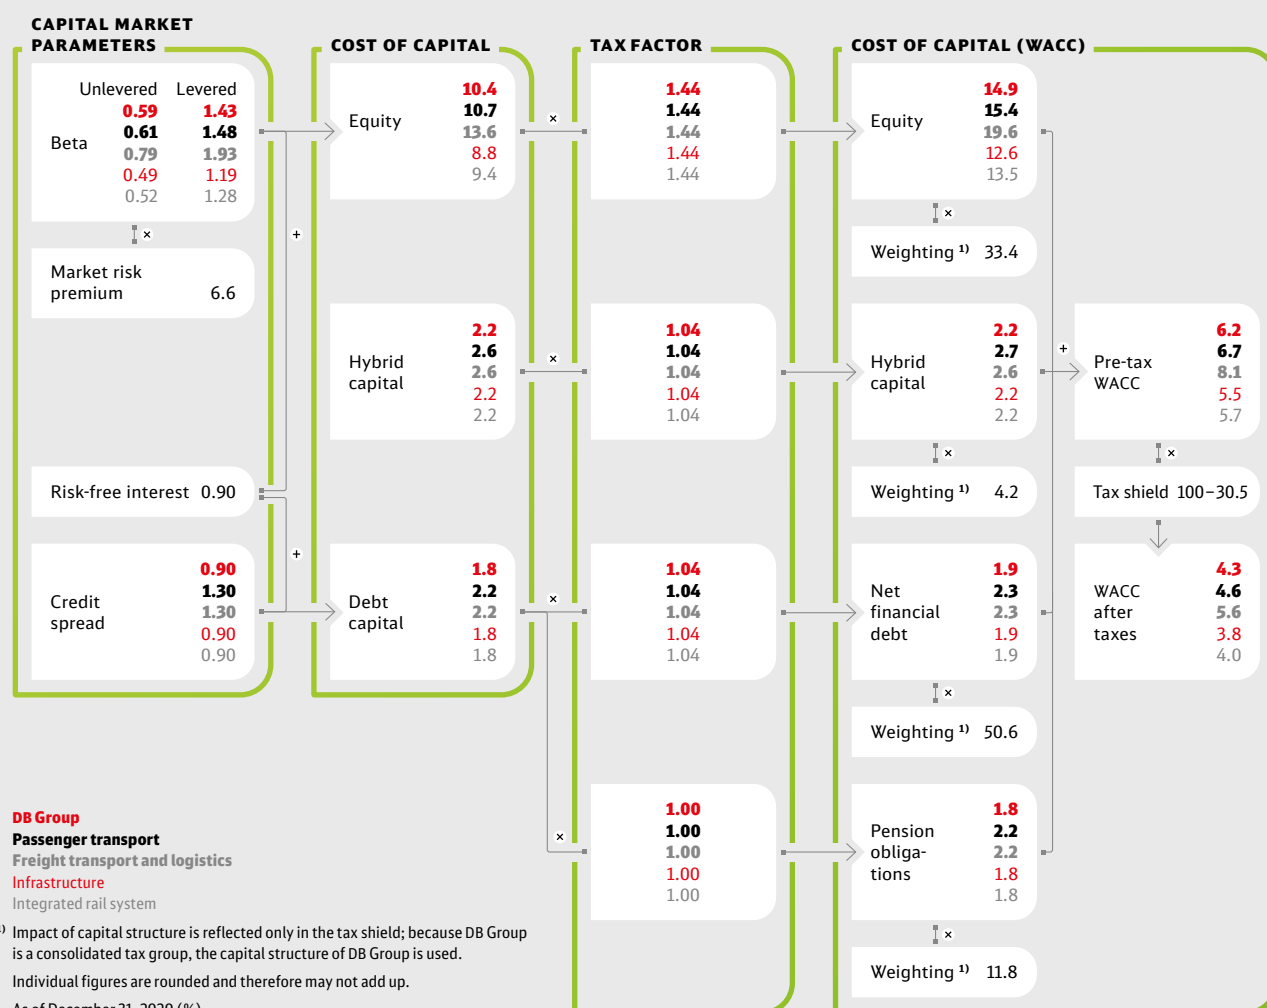 CAPITAL MARKET
PARAMETERS
COST OF CAPITAL
TAX FACTOR
COST OF CAPITAL (WACC)
Unlevered Levered
Beta
0.59 1.43
0.61 1.48
0.79 1.93
0.49 1.19
0.52 1.28
×
Market risk
premium 6.6
+
Risk-free interest 0.90
+
Credit
spread
0.90
1.30
1.30
0.90
0.90
Equity
10.4
10.7
13.6
8.8
9.4
×
Hybrid
capital
2.2
2.6
2.6
2.2
2.2
×
Debt
capital
1.8
2.2
2.2
1.8
1.8
×
×
1.44
1.44
1.44
1.44
1.44
1.04
1.04
1.04
1.04
1.04
1.04
1.04
1.04
1.04
1.04
1.00
1.00
1.00
1.00
1.00
Equity
14.9
15.4
19.6
12.6
13.5
×
Weighting 1) 33.4
Hybrid
capital
2.2
2.7
2.6
2.2
2.2
×
Weighting 1) 4.2
Net
financial
debt
1.9
2.3
2.3
1.9
1.9
×
Weighting 1) 50.6
Pension
obliga-
tions
1.8
2.2
2.2
1.8
1.8
×
Weighting 1) 11.8
+
Pre-tax
WACC
6.2
6.7
8.1
5.5
5.7
×
Tax shield 100–30.5
WACC
after
taxes
4.3
4.6
5.6
3.8
4.0
DB Group
Passenger transport
Freight transport and logistics
Infrastructure
Integrated rail system
1) Impact of capital structure is reflected only in the tax shield; because DB Group
is a consolidated tax group, the capital structure of DB Group is used.
Individual figures are rounded and therefore may not add up.
As of December 31, 2020 (%)